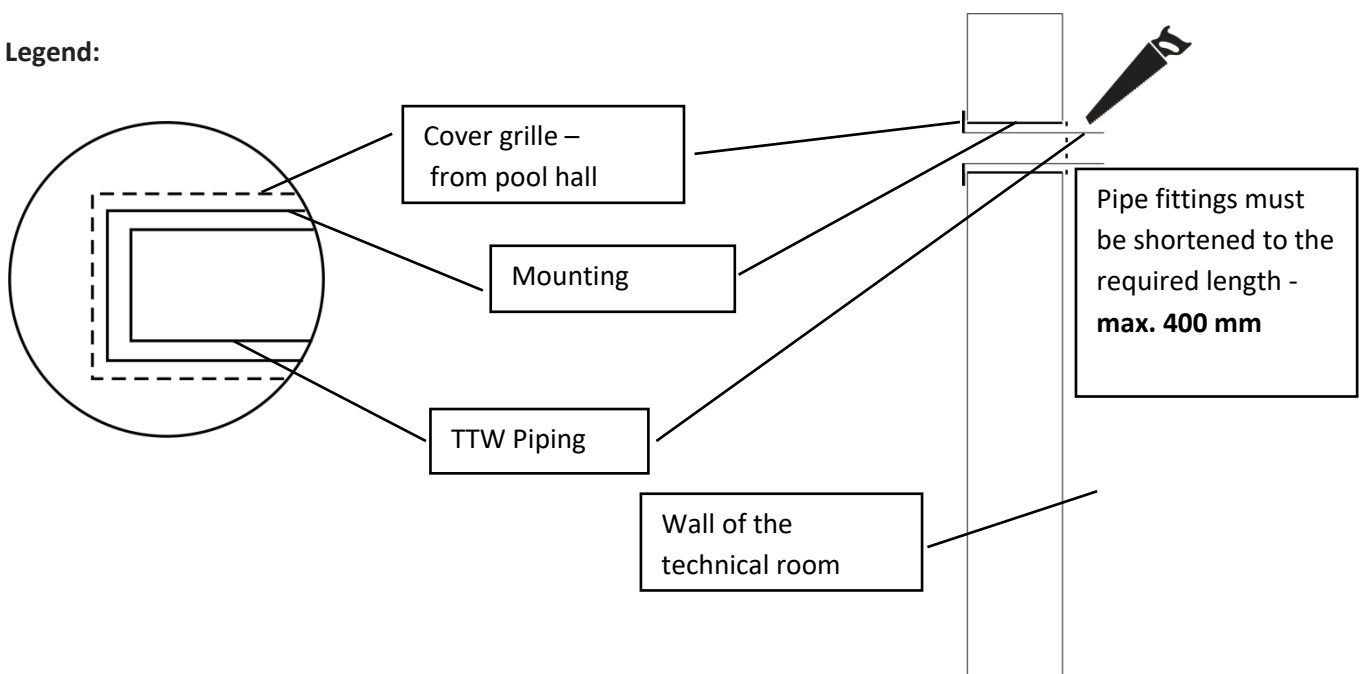 Legend:
Cover grille –
from pool hall
Mounting
TTW Piping
Wall of the
technical room
Pipe fittings must
be shortened to the
required length -
max. 400 mm